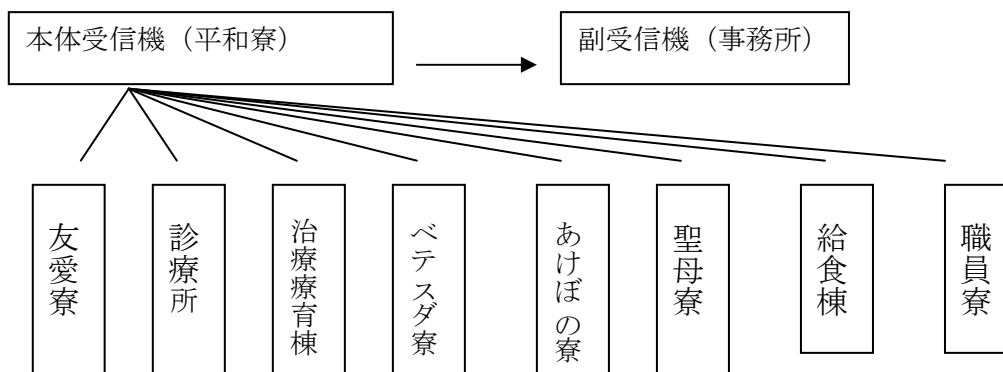 本体受信機（平和寮）
副受信機（事務所）
友愛寮
診療所
治療療育棟
ベテスダ寮
あけぼの寮
聖母寮
給食棟
職員寮